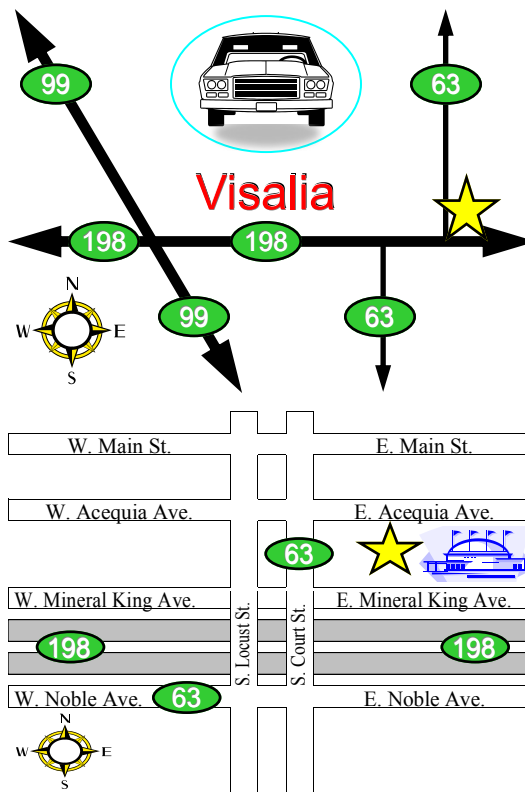 99
63
Visalia
198
198
N
W
E
S
99
63
W. Main St.
E. Main St.
W. Acequia Ave.
E. Acequia Ave.
63
W. Mineral King Ave.
E. Mineral King Ave.
S. Locust St.
S. Court St.
198
198
W. Noble Ave.
63
E. Noble Ave.
N
W
E
S